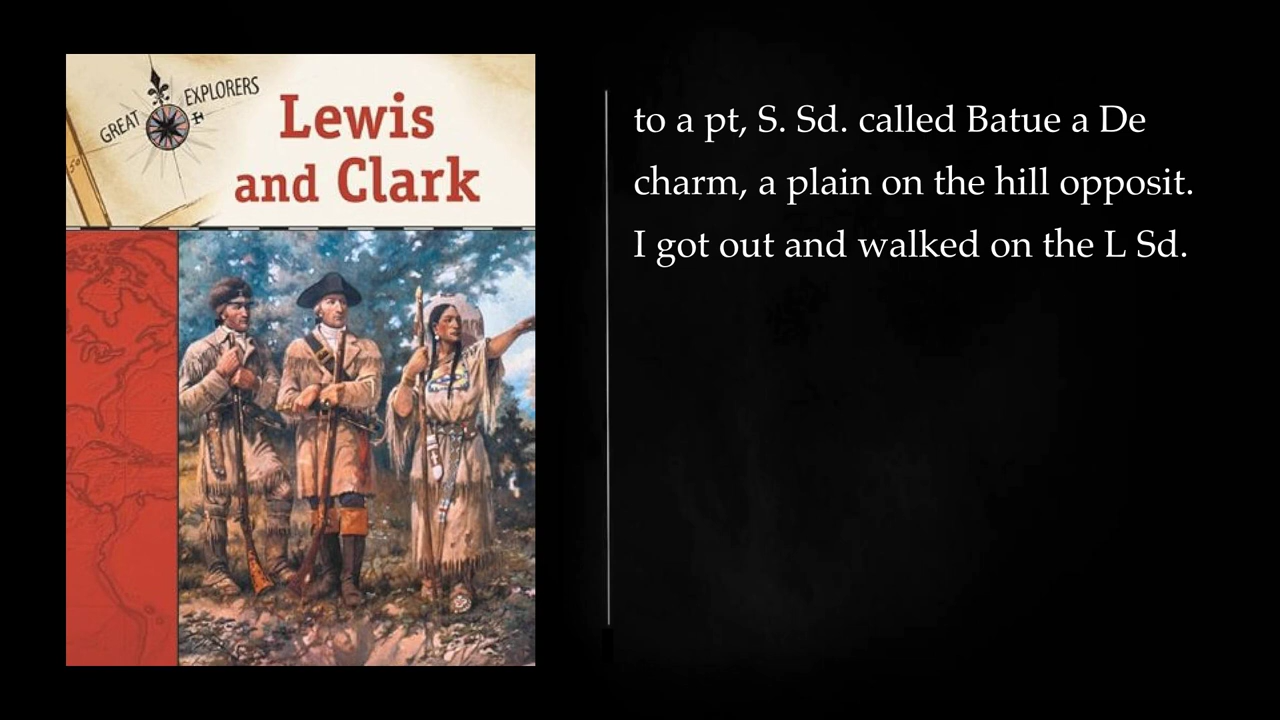 GREAT EXPLORERS
Lewis
and Clark
to a pt, S. Sd. called Batue a De
charm, a plain on the hill opposit.
I got out and walked on the L Sd.